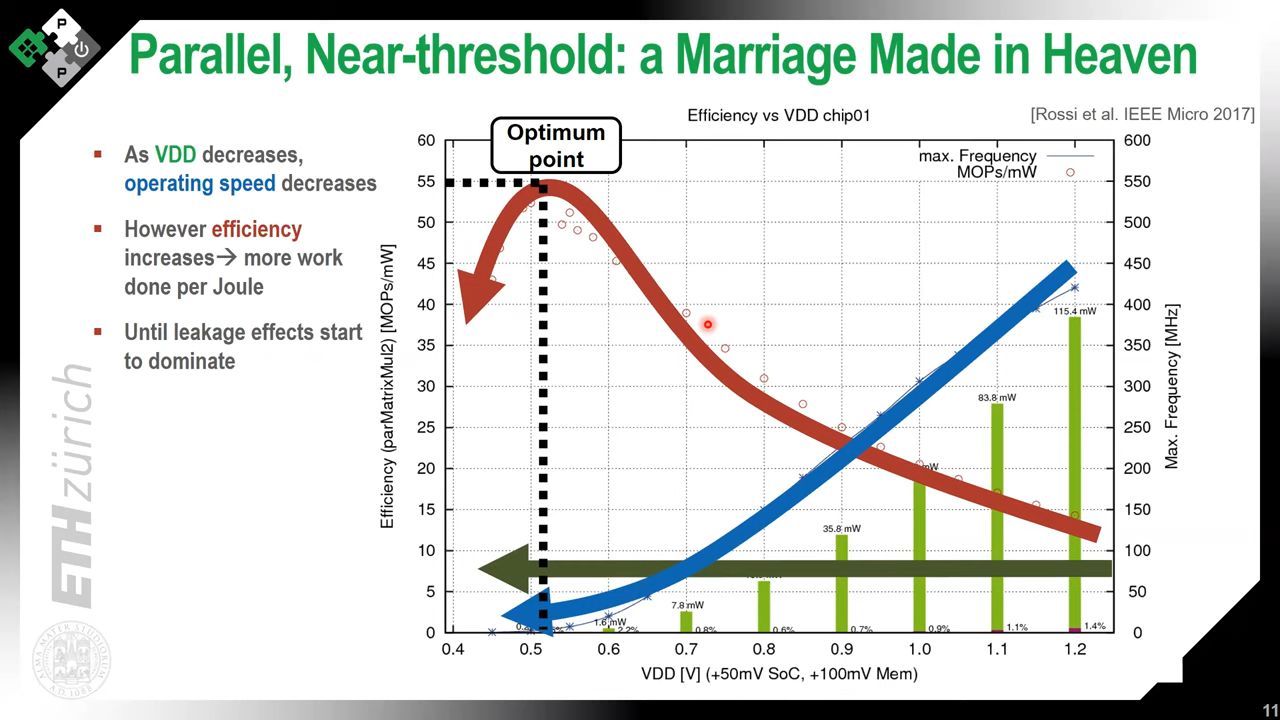 P
P
Parallel, Near-threshold: a Marriage Made in Heaven
▪ As VDD decreases,
operating speed decreases
▪ However efficiency
increases→ more work
done per Joule
▪ Until leakage effects start
to dominate
ETH zürich
ALMA MATER STUDIORUM
A.D. 1088
Efficiency vs VDD chip01
[Rossi et al. IEEE Micro 2017]
Optimum
point
max. Frequency
MOPs/mW
Efficiency (parMatrixMul2) [MOPs/mW]
60
55
50
45
40
35
30
25
20
15
10
5
0
600
550
500
450
400
350
300
250
200
150
100
50
0
Max. Frequency [MHz]
115.4 mW
83.8 mW
mW
35.8 mW
7.8 mW
1.6 mW
2.2%
0.8%
0.6%
0.7%
0.9%
1.1%
1.4%
0.4 0.5 0.6 0.7 0.8 0.9 1.0 1.1 1.2
VDD [V] (+50mV SoC, +100mV Mem)
11